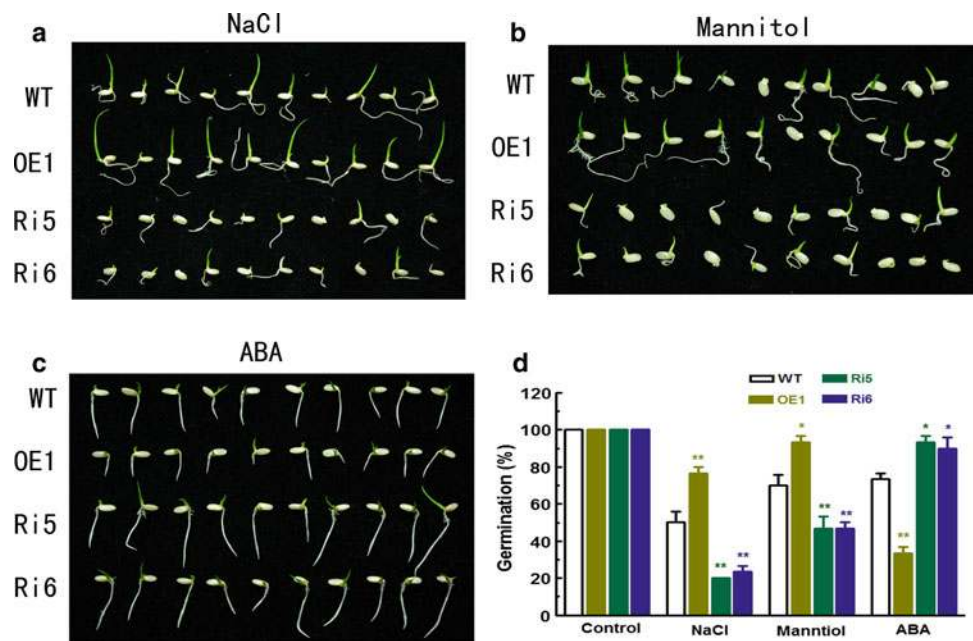 a
NaCl
WT
OE1
Ri5
Ri6
b
Mannitol
WT
OE1
Ri5
Ri6
c
ABA
WT
OE1
Ri5
Ri6
d
WT
Ri5
OE1
Ri6
120
100
80
60
40
20
0
Germination (%)
**
**
**
*
**
**
**
*
*
Control
NaCl
Manntiol
ABA